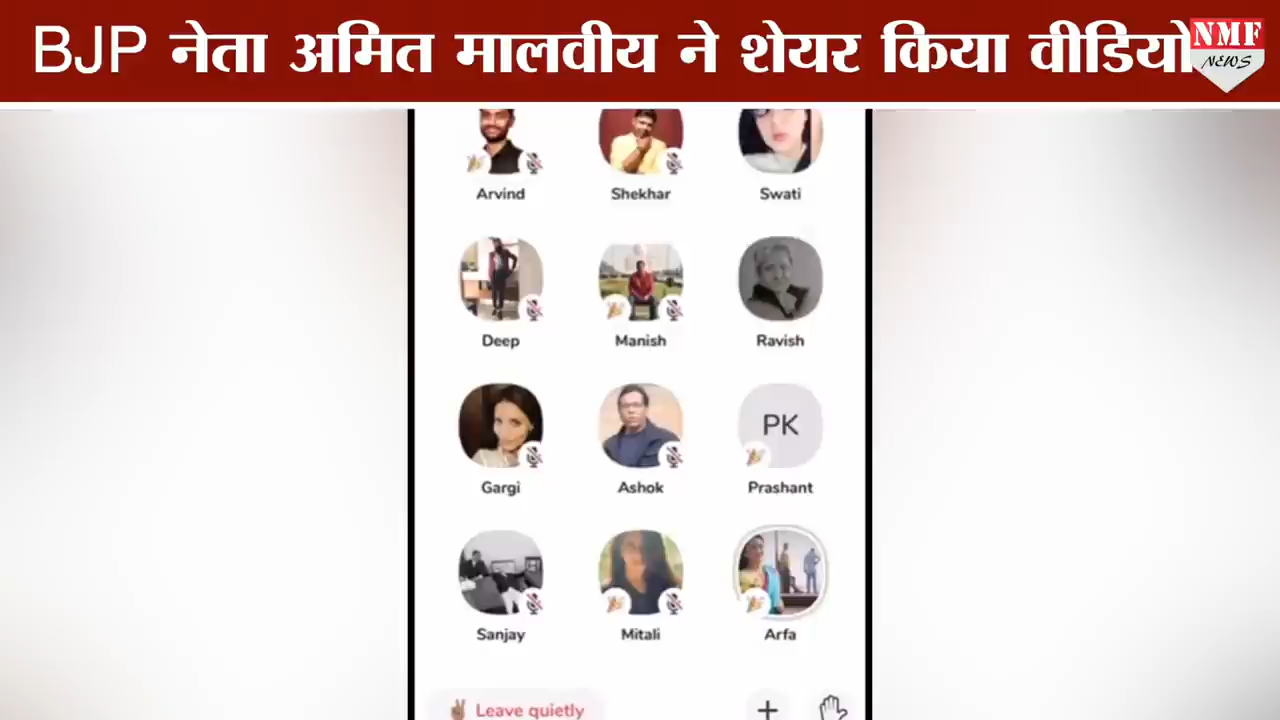 BJP नेता अमित मालवीय ने शेयर किया वीडियो
NMF
NEWS
Arvind
Shekhar
Swati
Deep
Manish
Ravish
PK
Gargi
Ashok
Prashant
Sanjay
Mitali
Arfa
✌🏽 Leave quietly
+